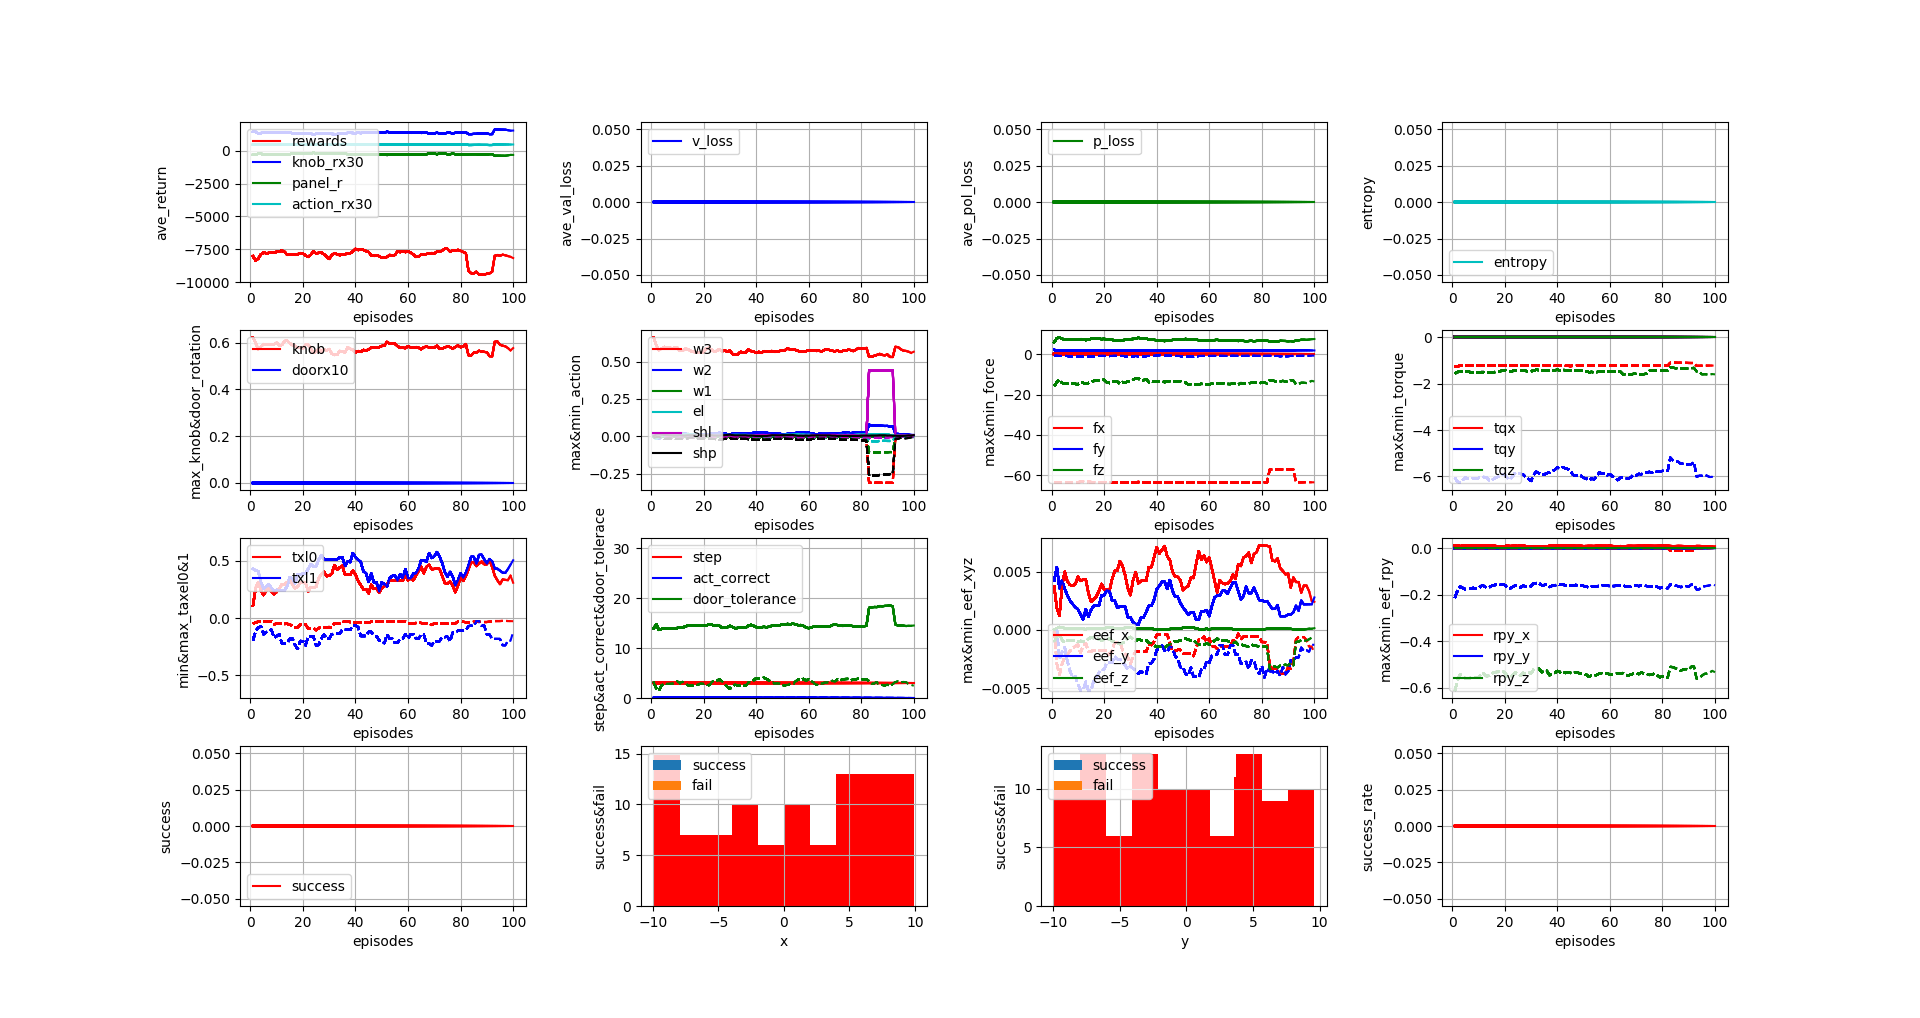 ave_return
0
−2500
−5000
−7500
−10000
rewards
knob_rx30
panel_r
action_rx30
0 20 40 60 80 100
episodes
ave_val_loss
0.050
0.025
0.000
−0.025
−0.050
v_loss
0 20 40 60 80 100
episodes
ave_pol_loss
0.050
0.025
0.000
−0.025
−0.050
p_loss
0 20 40 60 80 100
episodes
entropy
0.050
0.025
0.000
−0.025
−0.050
entropy
0 20 40 60 80 100
episodes
max_knob&door_rotation
0.6
0.4
0.2
0.0
knob
doorx10
0 20 40 60 80 100
episodes
max&min_action
0.50
0.25
0.00
−0.25
w3
w2
w1
el
shl
shp
0 20 40 60 80 100
episodes
max&min_force
0
−20
−40
−60
fx
fy
fz
0 20 40 60 80 100
episodes
max&min_torque
0
−2
−4
−6
tqx
tqy
tqz
0 20 40 60 80 100
episodes
min&max_taxel0&1
0.5
0.0
−0.5
txl0
txl1
0 20 40 60 80 100
episodes
step&act_correct&door_tolerace
30
20
10
0
step
act_correct
door_tolerance
0 20 40 60 80 100
episodes
max&min_eef_xyz
0.005
0.000
−0.005
eef_x
eef_y
eef_z
0 20 40 60 80 100
episodes
max&min_eef_rpy
0.0
−0.2
−0.4
−0.6
rpy_x
rpy_y
rpy_z
0 20 40 60 80 100
episodes
success
0.050
0.025
0.000
−0.025
−0.050
success
0 20 40 60 80 100
episodes
success&fail
15
10
5
0
success
fail
−10 −5 0 5 10
x
success&fail
10
5
0
success
fail
−10 −5 0 5 10
y
success_rate
0.050
0.025
0.000
−0.025
−0.050
0 20 40 60 80 100
episodes